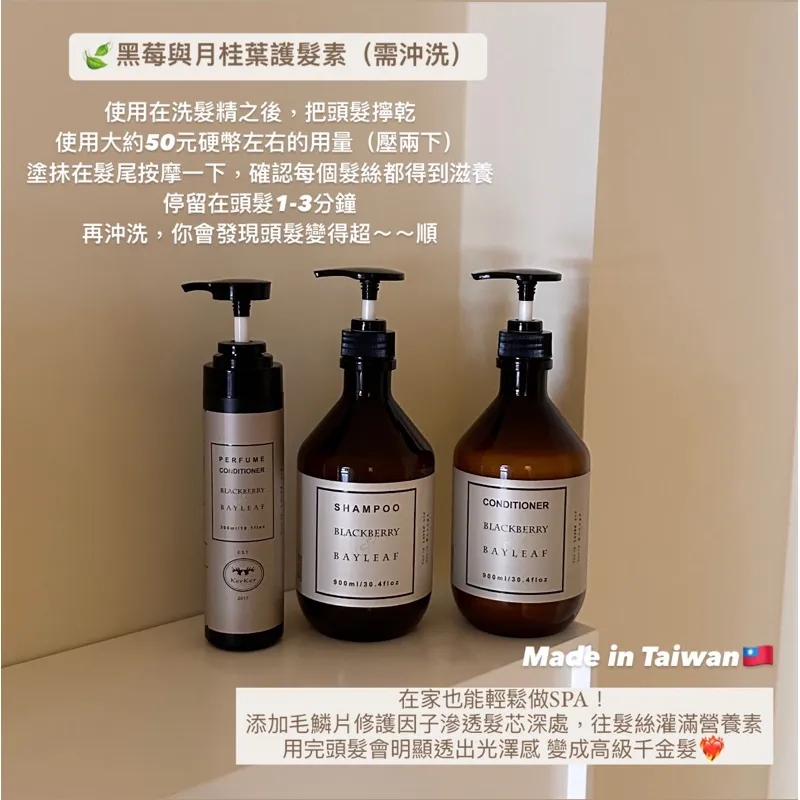 🌿黑莓與月桂葉護髮素（需沖洗）
使用在洗髮精之後，把頭髮擰乾
使用大約50元硬幣左右的用量（壓兩下）
塗抹在髮尾按摩一下，確認每個髮絲都得到滋養
停留在頭髮1-3分鐘
再沖洗，你會發現頭髮變得超～～順
PERFUME
CONDITIONER
BLACKBERRY
BAYLEAF
300ml/10.1floz
EST
KerKer
2017
SHAMPOO
BLACKBERRY
&
BAYLEAF
900ml/30.4floz
CONDITIONER
BLACKBERRY
&
BAYLEAF
900ml/30.4floz
Made in Taiwan🇹🇼
在家也能輕鬆做SPA！
添加毛鱗片修護因子滲透髮芯深處，往髮絲灌滿營養素
用完頭髮會明顯透出光澤感 變成高級千金髮❤️‍🔥